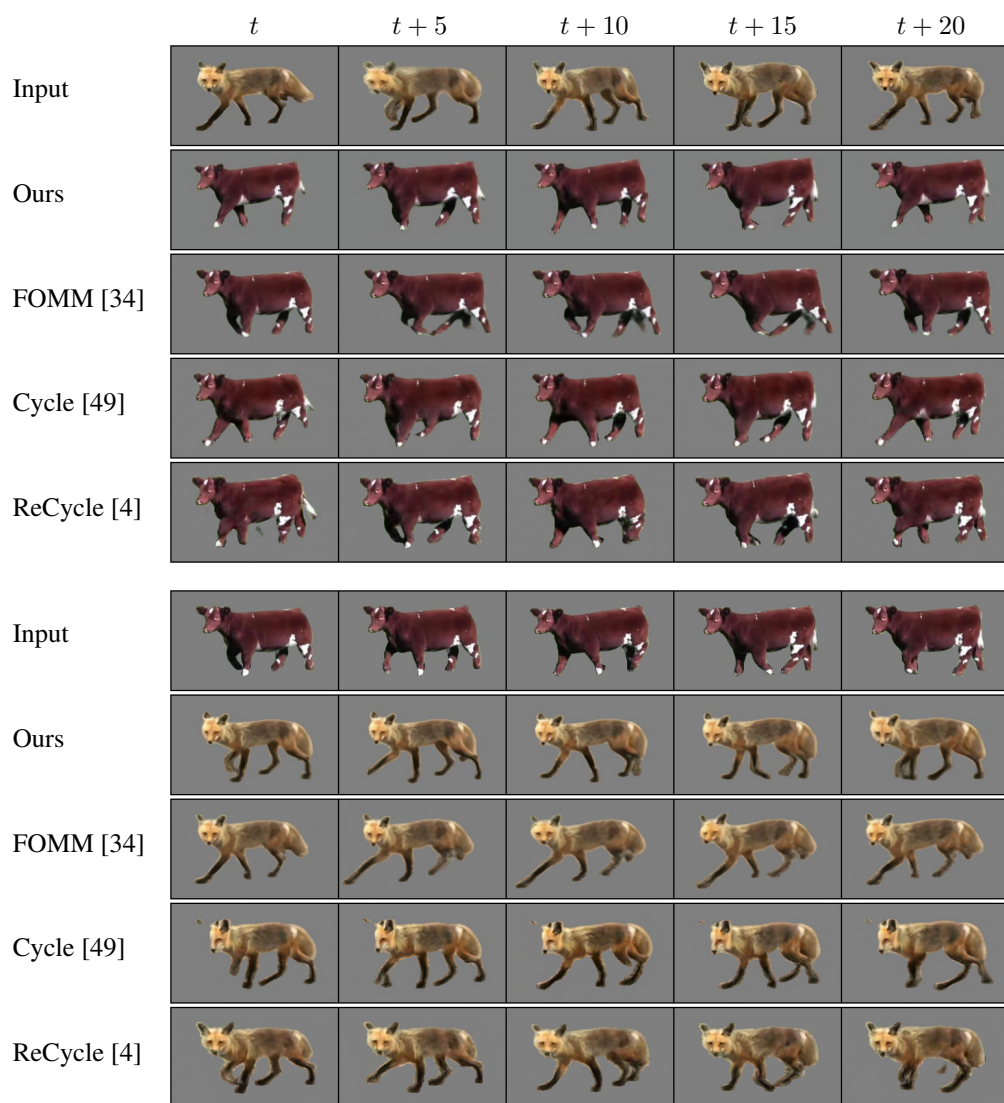 t t + 5 t + 10 t + 15 t + 20
Input
Ours
FOMM [34]
Cycle [49]
ReCycle [4]
Input
Ours
FOMM [34]
Cycle [49]
ReCycle [4]